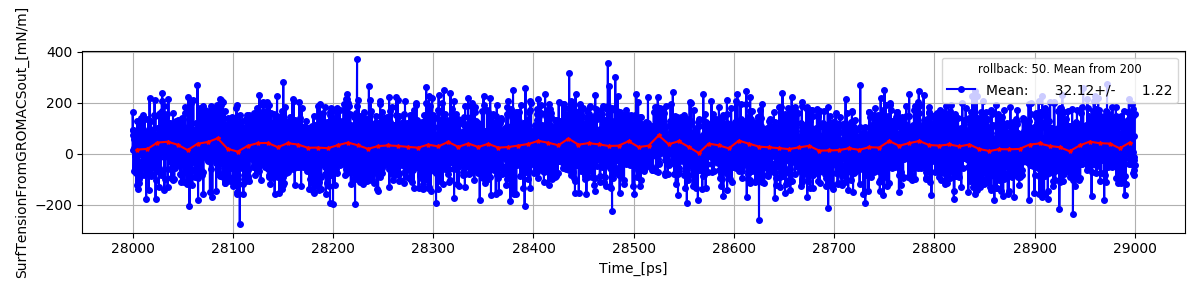 SurfTensionFromGROMACSout_[mN/m]
400
200
0
−200
rollback: 50. Mean from 200
Mean: 32.12+/- 1.22
28000 28100 28200 28300 28400 28500 28600 28700 28800 28900 29000
Time_[ps]